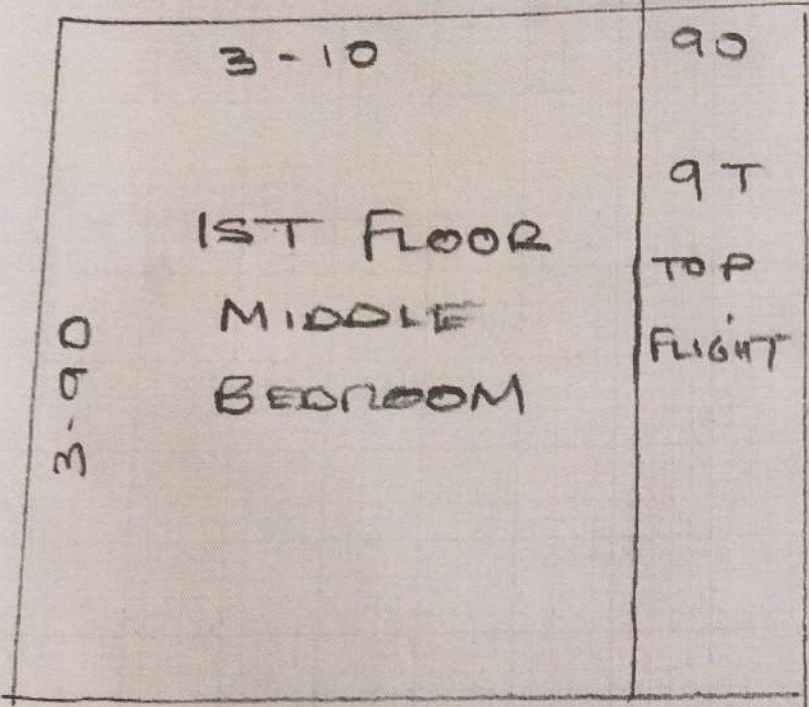 3-10
90
1ST FLOOR
MIDDLE
BEDROOM
3-90
9T
TOP
FLIGHT